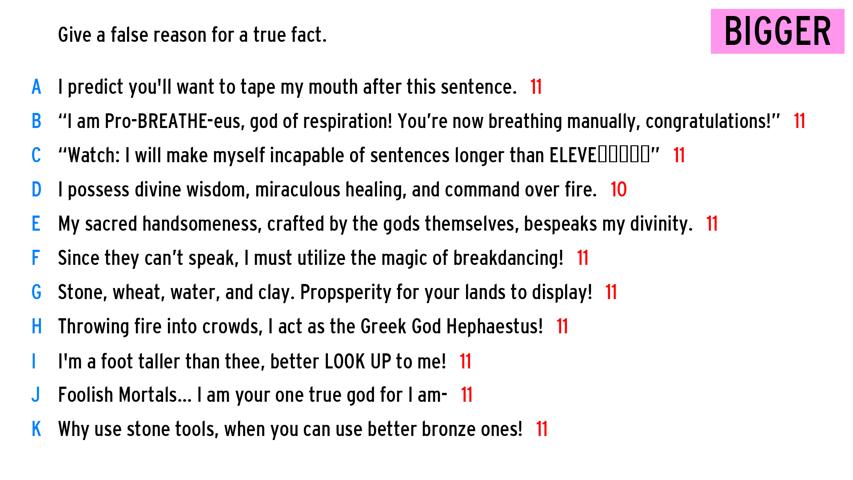 Give a false reason for a true fact.
BIGGER
A I predict you'll want to tape my mouth after this sentence. 11
B “I am Pro-BREATHE-eus, god of respiration! You’re now breathing manually, congratulations!” 11
C “Watch: I will make myself incapable of sentences longer than ELEVE▯▯▯▯▯” 11
D I possess divine wisdom, miraculous healing, and command over fire. 10
E My sacred handsomeness, crafted by the gods themselves, bespeaks my divinity. 11
F Since they can’t speak, I must utilize the magic of breakdancing! 11
G Stone, wheat, water, and clay. Propsperity for your lands to display! 11
H Throwing fire into crowds, I act as the Greek God Hephaestus! 11
I I'm a foot taller than thee, better LOOK UP to me! 11
J Foolish Mortals... I am your one true god for I am- 11
K Why use stone tools, when you can use better bronze ones! 11